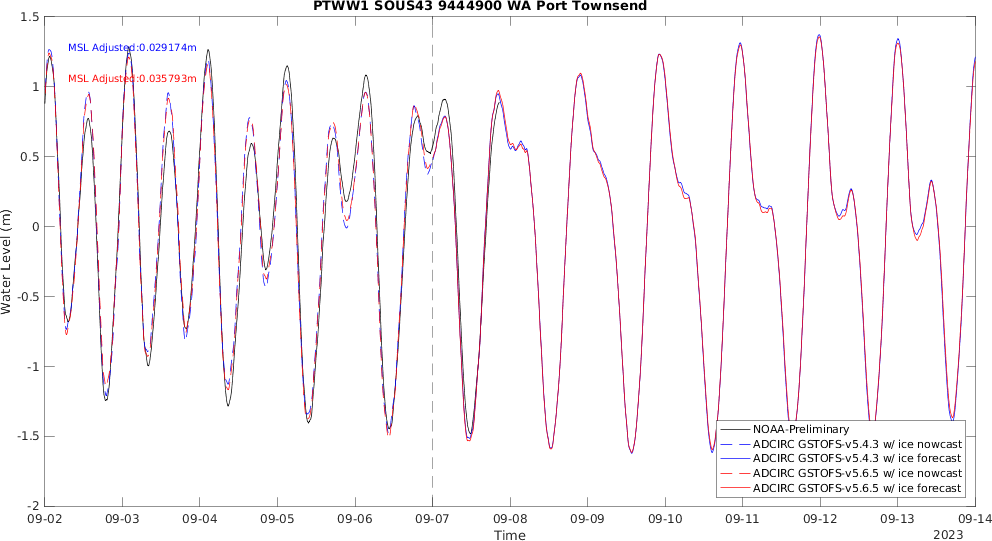 PTWW1 SOUS43 9444900 WA Port Townsend
1.5
1
0.5
0
-0.5
-1
-1.5
-2
Water Level (m)
MSL Adjusted:0.029174m
MSL Adjusted:0.035793m
NOAA-Preliminary
ADCIRC GSTOFS-v5.4.3 w/ ice nowcast
ADCIRC GSTOFS-v5.4.3 w/ ice forecast
ADCIRC GSTOFS-v5.6.5 w/ ice nowcast
ADCIRC GSTOFS-v5.6.5 w/ ice forecast
09-02 09-03 09-04 09-05 09-06 09-07 09-08 09-09 09-10 09-11 09-12 09-13 09-14
Time
2023